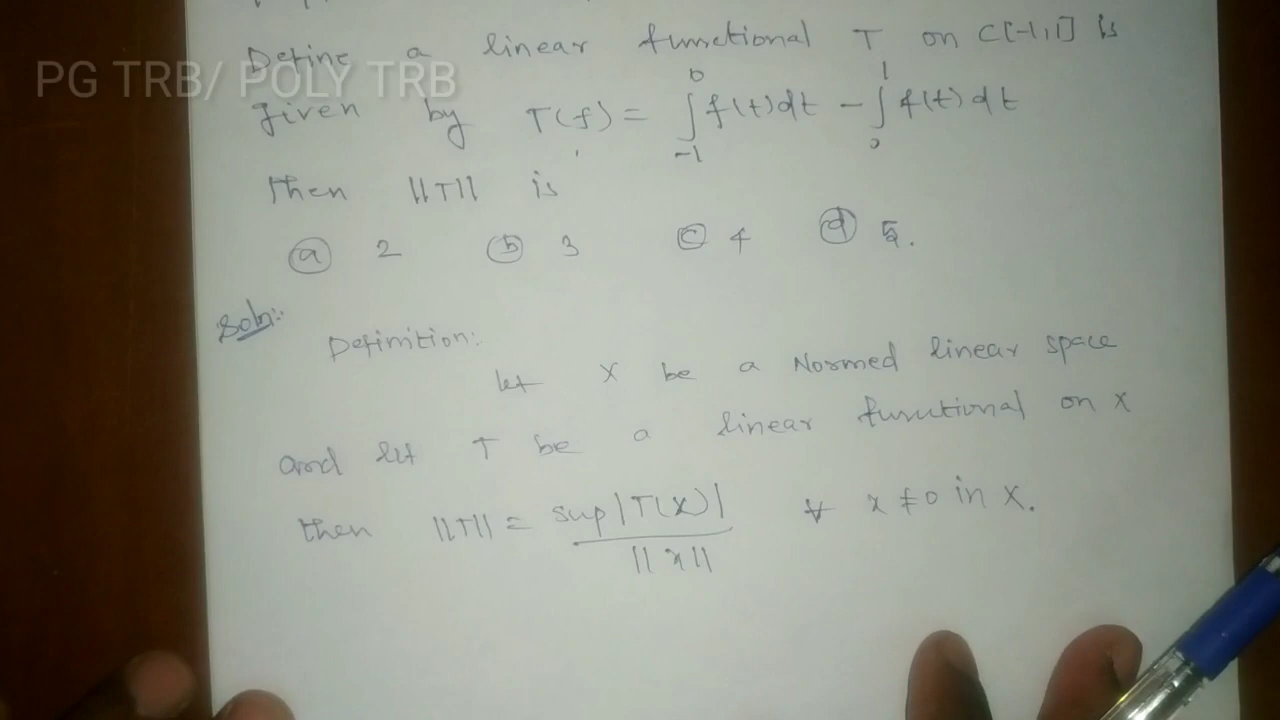 Define a linear functional T on C[-1,1] is
PG TRB/ POLY TRB
given by T(f) = ∫_{-1}^{0} f(t)dt - ∫_{0}^{1} f(t)dt
then ||T|| is
ⓐ 2 ⓑ 3 ⓒ 4 ⓓ 5.
Soln:
Definition:
let X be a Normed linear space
and let T be a linear functional on X
then ||T|| = sup|T(x)| / ||x|| ∀ x ≠ 0 in X.